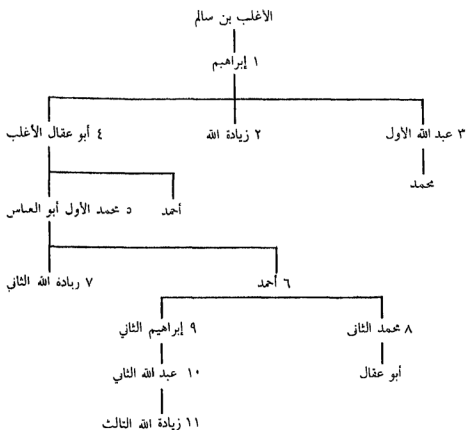 الأغلب بن سالم
١ إبراهيم
٣ عبد الله الأول
٢ زيادة الله
٤ أبو عقال الأغلب
محمد
أحمد
٥ محمد الأول أبو العباس
٦ أحمد
٧ زيادة الله الثاني
٨ محمد الثانى
٩ إبراهيم الثاني
أبو عقال
١٠ عبد الله الثاني
١١ زيادة الله الثالث